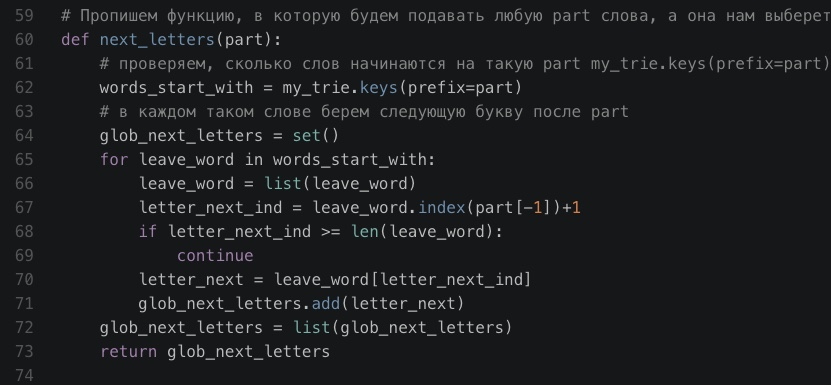 59 # Пропишем функцию, в которую будем подавать любую part слова, а она нам выберет
60 def next_letters(part):
61     # проверяем, сколько слов начинаются на такую part my_trie.keys(prefix=part)
62     words_start_with = my_trie.keys(prefix=part)
63     # в каждом таком слове берем следующую букву после part
64     glob_next_letters = set()
65     for leave_word in words_start_with:
66         leave_word = list(leave_word)
67         letter_next_ind = leave_word.index(part[-1])+1
68         if letter_next_ind >= len(leave_word):
69             continue
70         letter_next = leave_word[letter_next_ind]
71         glob_next_letters.add(letter_next)
72     glob_next_letters = list(glob_next_letters)
73     return glob_next_letters
74